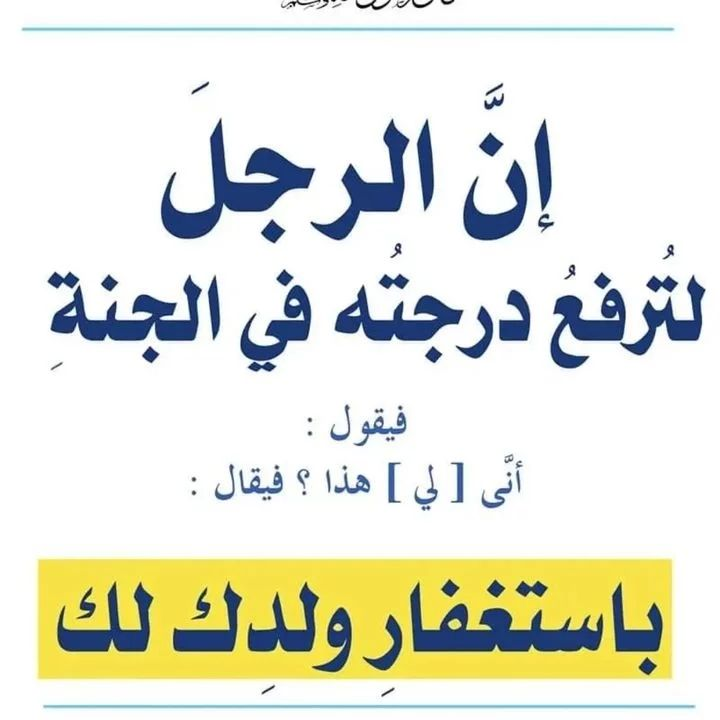 إنَّ الرجلَ
لتُرفعُ درجتُه في الجنةِ
فيقول :
أنَّى [ لي ] هذا ؟ فيقال :
باستغفارِ ولدِك لك